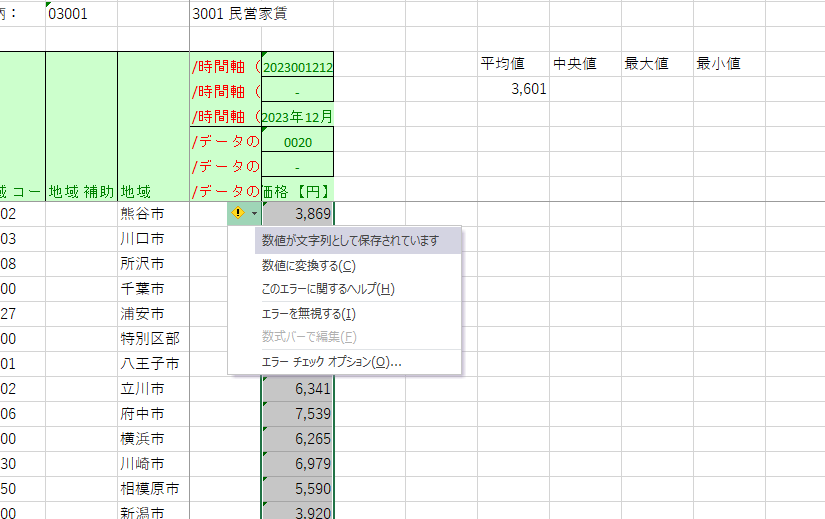 柄： 03001 3001 民営家賃
/時間軸（ 2023001212 平均値 中央値 最大値 最小値
/時間軸（ - 3,601
/時間軸（ 2023年12月
/データの 0020
/データの -
域 コー 地域 補助 地域 /データの 価格【円】
02 熊谷市 3,869
03 川口市 数値が文字列として保存されています
08 所沢市 数値に変換する(C)
00 千葉市 このエラーに関するヘルプ(H)
27 浦安市 エラーを無視する(I)
00 特別区部 数式バーで編集(F)
01 八王子市 エラー チェック オプション(O)...
02 立川市 6,341
06 府中市 7,539
00 横浜市 6,265
30 川崎市 6,979
50 相模原市 5,590
00 新潟市 3,920